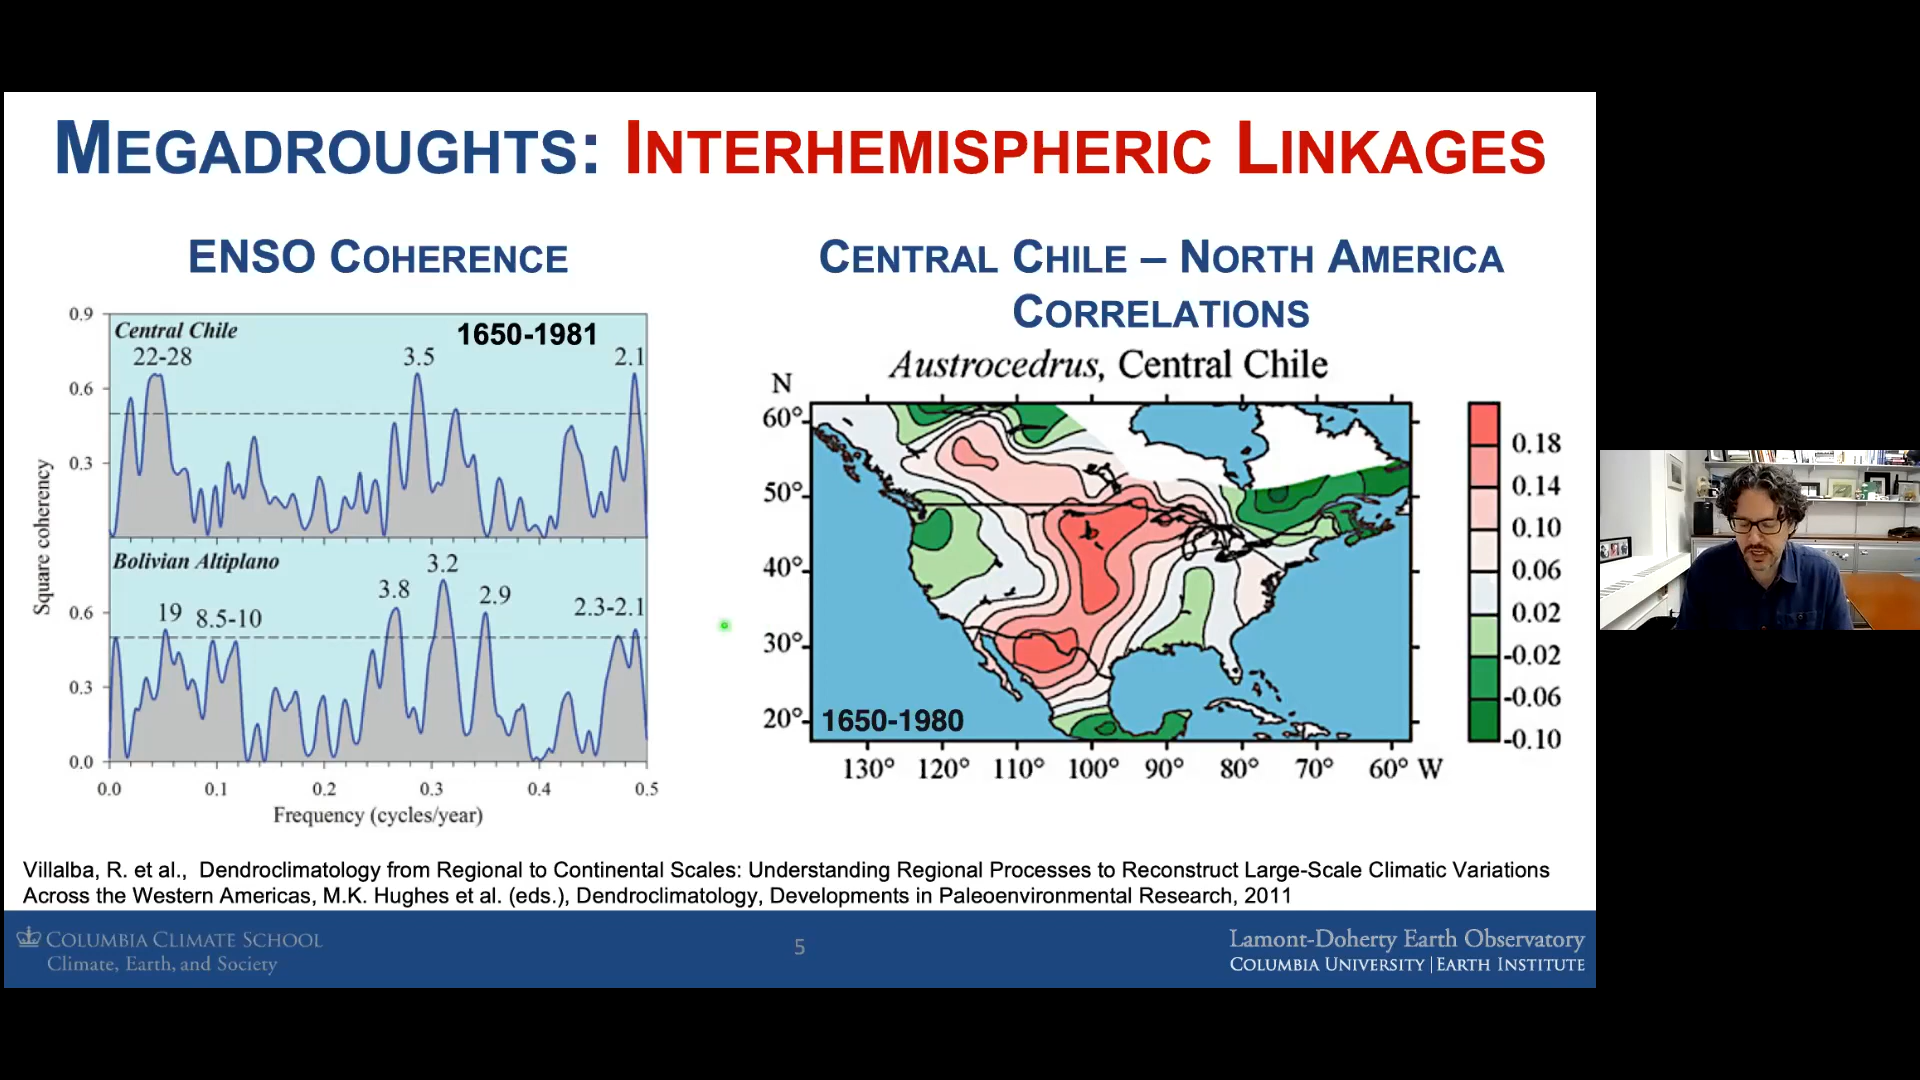 MEGADROUGHTS: INTERHEMISPHERIC LINKAGES
ENSO COHERENCE
0.9
Central Chile
1650-1981
22-28
3.5
2.1
0.6
0.3
Square coherency
Bolivian Altiplano
3.2
3.8
2.9
19
8.5-10
2.3-2.1
0.6
0.3
0.0
0.0 0.1 0.2 0.3 0.4 0.5
Frequency (cycles/year)
CENTRAL CHILE – NORTH AMERICA
CORRELATIONS
Austrocedrus, Central Chile
N
60°
50°
40°
30°
20°
1650-1980
130° 120° 110° 100° 90° 80° 70° 60° W
0.18
0.14
0.10
0.06
0.02
-0.02
-0.06
-0.10
Villalba, R. et al., Dendroclimatology from Regional to Continental Scales: Understanding Regional Processes to Reconstruct Large-Scale Climatic Variations
Across the Western Americas, M.K. Hughes et al. (eds.), Dendroclimatology, Developments in Paleoenvironmental Research, 2011
COLUMBIA CLIMATE SCHOOL
Climate, Earth, and Society
5
Lamont-Doherty Earth Observatory
COLUMBIA UNIVERSITY | EARTH INSTITUTE